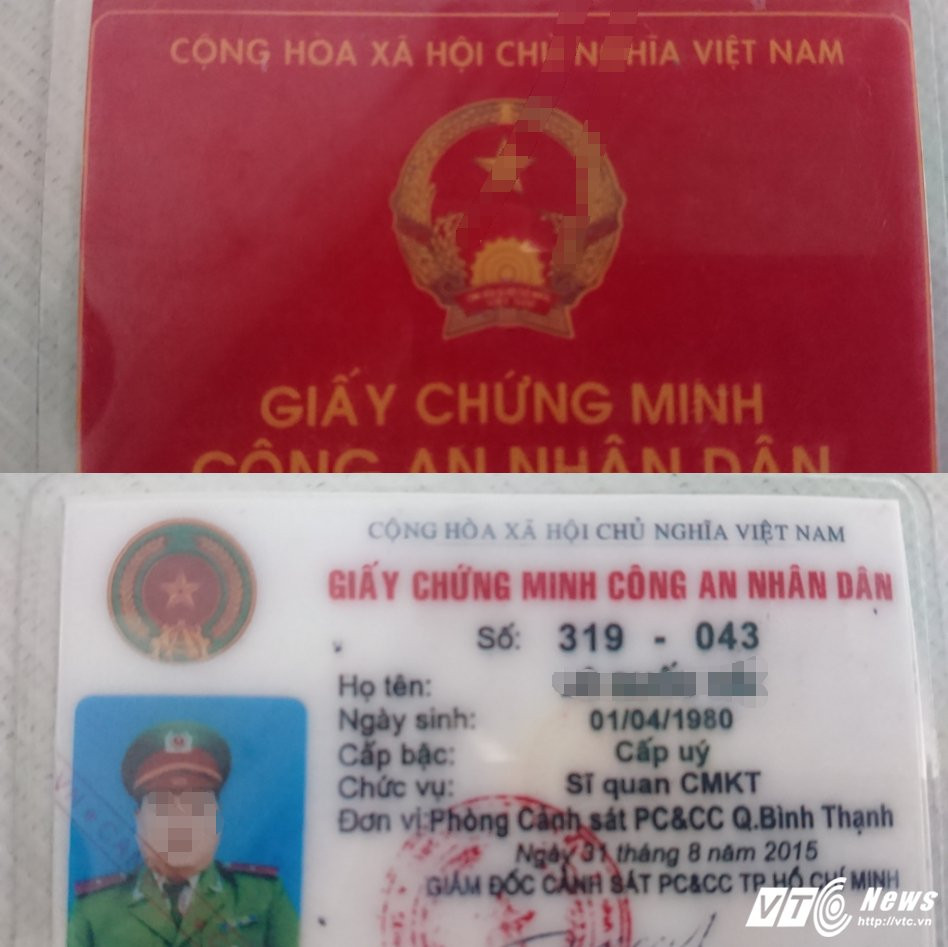 CỘNG HÒA XÃ HỘI CHỦ NGHĨA VIỆT NAM
GIẤY CHỨNG MINH
CÔNG AN NHÂN DÂN
CỘNG HÒA XÃ HỘI CHỦ NGHĨA VIỆT NAM
GIẤY CHỨNG MINH CÔNG AN NHÂN DÂN
Số: 319 - 043
Họ tên:
Ngày sinh: 01/04/1980
Cấp bậc: Cấp uý
Chức vụ: Sĩ quan CMKT
Đơn vị:Phòng Cảnh sát PC&CC Q.Bình Thạnh
Ngày 31 tháng 8 năm 2015
GIÁM ĐỐC CẢNH SÁT PC&CC TP.HỒ CHÍ MINH
VTC News
http://vtc.vn